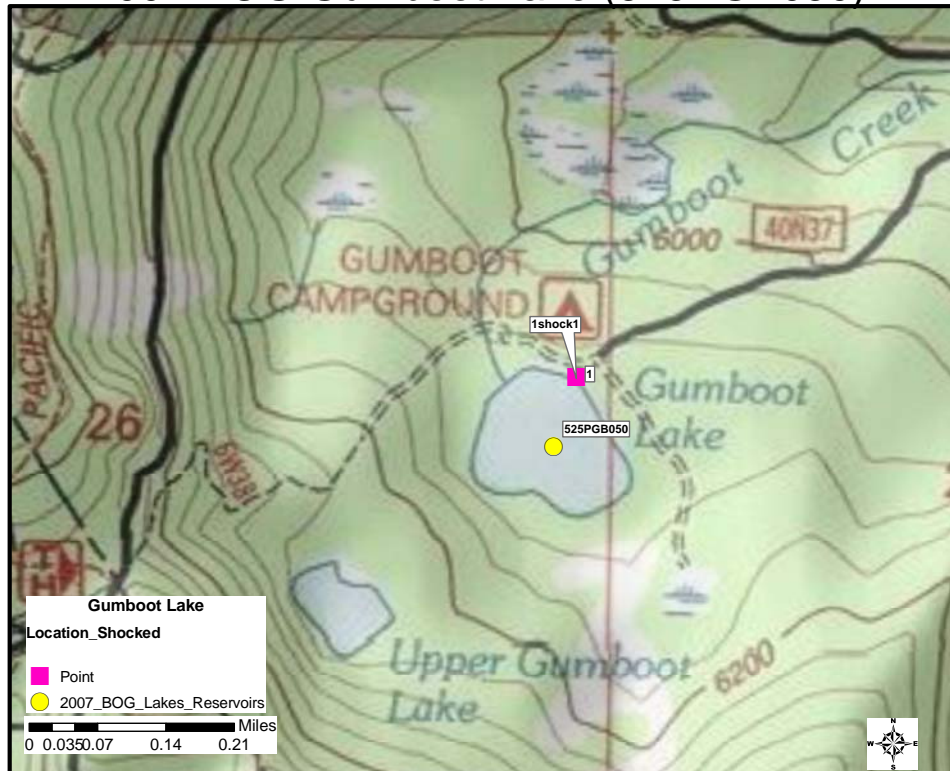 Creek
Gumboot
6000
40N37
GUMBOOT
CAMPGROUND
1shock1
1
PACIFIC
26
Gumboot
Lake
525PGB050
Upper Gumboot
Lake
6200
Gumboot Lake
Location_Shocked
Point
2007_BOG_Lakes_Reservoirs
Miles
0 0.035 0.07 0.14 0.21
N
W E
S